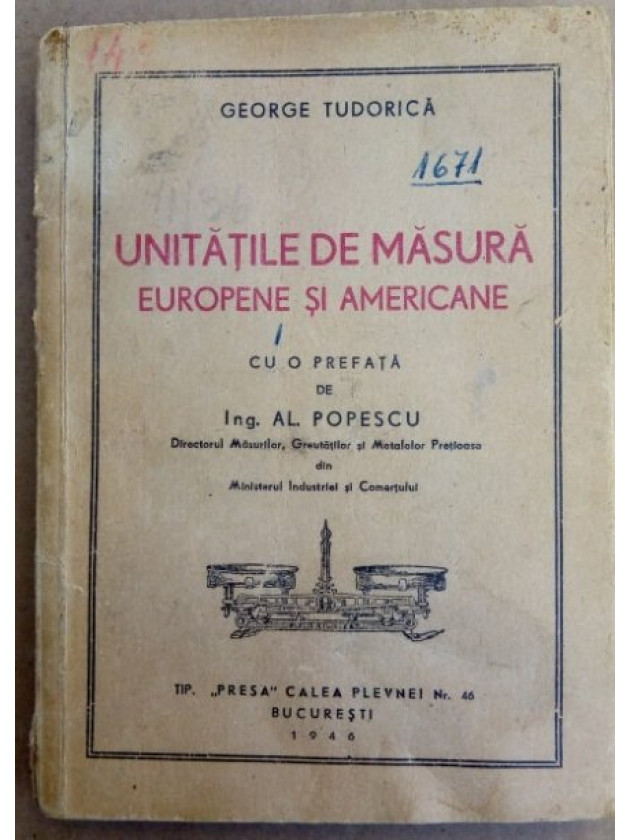 GEORGE TUDORICĂ
1671
UNITĂȚILE DE MĂSURĂ
EUROPENE ȘI AMERICANE
CU O PREFAȚĂ
DE
Ing. AL. POPESCU
Directorul Măsurilor, Greutăților și Metalelor Prețioase
din
Ministerul Industriei și Comerțului
TIP. „PRESA" CALEA PLEVNEI Nr. 46
BUCUREȘTI
1946